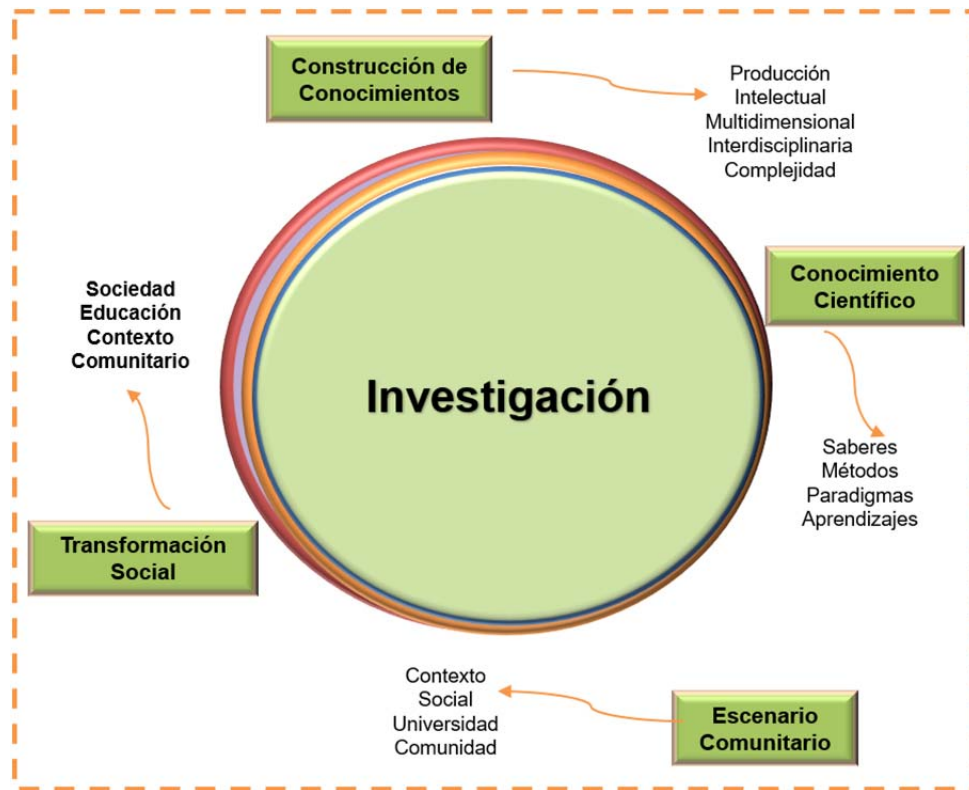 Construcción de
Conocimientos
Producción
Intelectual
Multidimensional
Interdisciplinaria
Complejidad
Conocimiento
Científico
Saberes
Métodos
Paradigmas
Aprendizajes
Sociedad
Educación
Contexto
Comunitario
Investigación
Transformación
Social
Contexto
Social
Universidad
Comunidad
Escenario
Comunitario